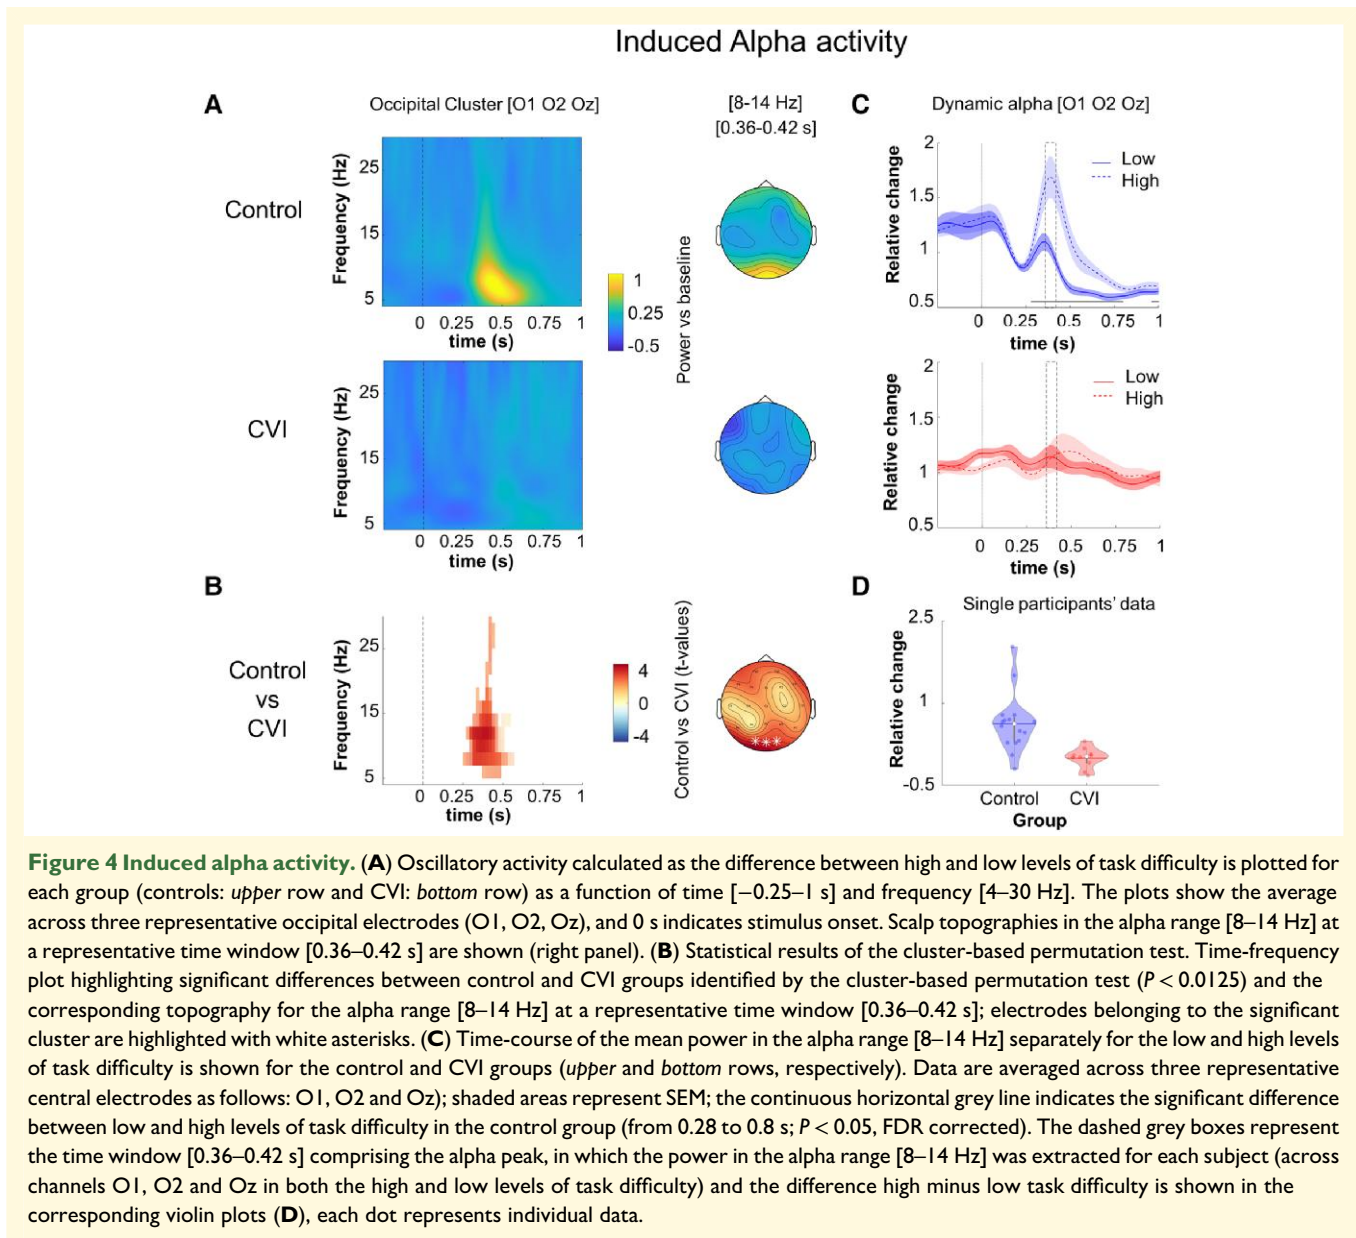 Induced Alpha activity
A
Occipital Cluster [O1 O2 Oz]
[8-14 Hz]
[0.36-0.42 s]
Control
Frequency (Hz)
25
15
5
0 0.25 0.5 0.75 1
time (s)
CVI
Frequency (Hz)
25
15
5
0 0.25 0.5 0.75 1
time (s)
1
0.25
-0.5
Power vs baseline
C
Dynamic alpha [O1 O2 Oz]
Relative change
2
1.5
1
0.5
Low
High
0 0.25 0.5 0.75 1
time (s)
Relative change
2
1.5
1
0.5
Low
High
0 0.25 0.5 0.75 1
time (s)
B
Control
vs
CVI
Frequency (Hz)
25
15
5
0 0.25 0.5 0.75 1
time (s)
4
0
-4
Control vs CVI (t-values)
***
D
Single participants' data
Relative change
2.5
1
-0.5
Control CVI
Group
Figure 4 Induced alpha activity. (A) Oscillatory activity calculated as the difference between high and low levels of task difficulty is plotted for
each group (controls: upper row and CVI: bottom row) as a function of time [−0.25–1 s] and frequency [4–30 Hz]. The plots show the average
across three representative occipital electrodes (O1, O2, Oz), and 0 s indicates stimulus onset. Scalp topographies in the alpha range [8–14 Hz] at
a representative time window [0.36–0.42 s] are shown (right panel). (B) Statistical results of the cluster-based permutation test. Time-frequency
plot highlighting significant differences between control and CVI groups identified by the cluster-based permutation test (P < 0.0125) and the
corresponding topography for the alpha range [8–14 Hz] at a representative time window [0.36–0.42 s]; electrodes belonging to the significant
cluster are highlighted with white asterisks. (C) Time-course of the mean power in the alpha range [8–14 Hz] separately for the low and high levels
of task difficulty is shown for the control and CVI groups (upper and bottom rows, respectively). Data are averaged across three representative
central electrodes as follows: O1, O2 and Oz); shaded areas represent SEM; the continuous horizontal grey line indicates the significant difference
between low and high levels of task difficulty in the control group (from 0.28 to 0.8 s; P < 0.05, FDR corrected). The dashed grey boxes represent
the time window [0.36–0.42 s] comprising the alpha peak, in which the power in the alpha range [8–14 Hz] was extracted for each subject (across
channels O1, O2 and Oz in both the high and low levels of task difficulty) and the difference high minus low task difficulty is shown in the
corresponding violin plots (D), each dot represents individual data.